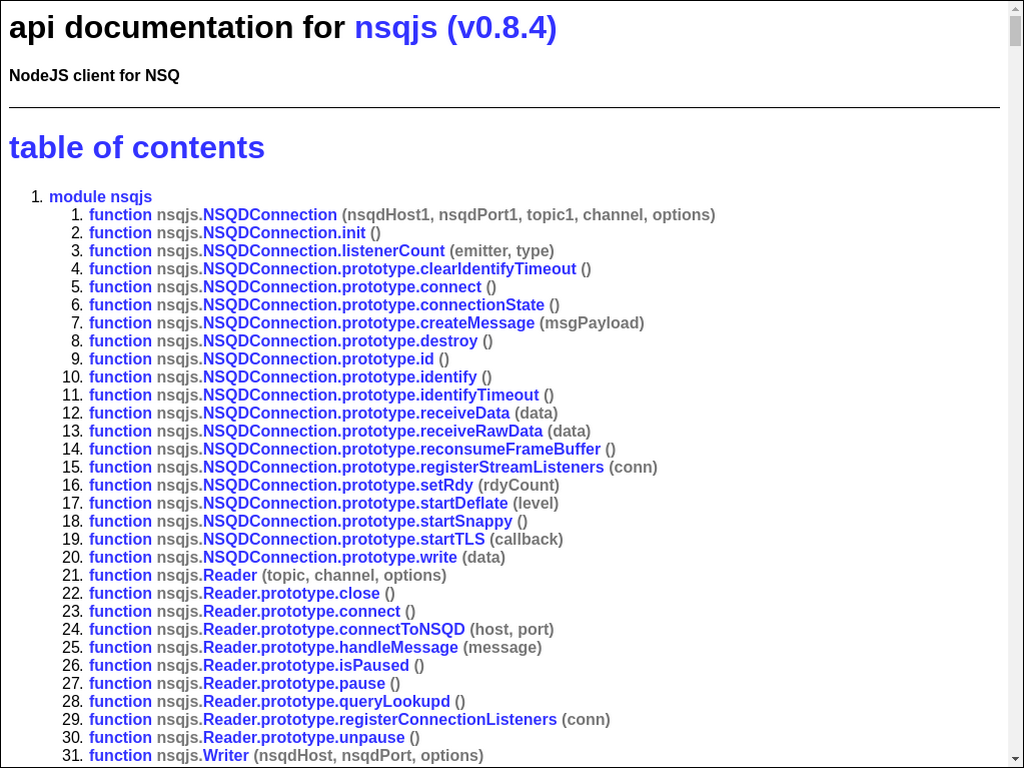 api documentation for nsqjs (v0.8.4)
NodeJS client for NSQ
table of contents
1. module nsqjs
1. function nsqjs.NSQDConnection (nsqdHost1, nsqdPort1, topic1, channel, options)
2. function nsqjs.NSQDConnection.init ()
3. function nsqjs.NSQDConnection.listenerCount (emitter, type)
4. function nsqjs.NSQDConnection.prototype.clearIdentifyTimeout ()
5. function nsqjs.NSQDConnection.prototype.connect ()
6. function nsqjs.NSQDConnection.prototype.connectionState ()
7. function nsqjs.NSQDConnection.prototype.createMessage (msgPayload)
8. function nsqjs.NSQDConnection.prototype.destroy ()
9. function nsqjs.NSQDConnection.prototype.id ()
10. function nsqjs.NSQDConnection.prototype.identify ()
11. function nsqjs.NSQDConnection.prototype.identifyTimeout ()
12. function nsqjs.NSQDConnection.prototype.receiveData (data)
13. function nsqjs.NSQDConnection.prototype.receiveRawData (data)
14. function nsqjs.NSQDConnection.prototype.reconsumeFrameBuffer ()
15. function nsqjs.NSQDConnection.prototype.registerStreamListeners (conn)
16. function nsqjs.NSQDConnection.prototype.setRdy (rdyCount)
17. function nsqjs.NSQDConnection.prototype.startDeflate (level)
18. function nsqjs.NSQDConnection.prototype.startSnappy ()
19. function nsqjs.NSQDConnection.prototype.startTLS (callback)
20. function nsqjs.NSQDConnection.prototype.write (data)
21. function nsqjs.Reader (topic, channel, options)
22. function nsqjs.Reader.prototype.close ()
23. function nsqjs.Reader.prototype.connect ()
24. function nsqjs.Reader.prototype.connectToNSQD (host, port)
25. function nsqjs.Reader.prototype.handleMessage (message)
26. function nsqjs.Reader.prototype.isPaused ()
27. function nsqjs.Reader.prototype.pause ()
28. function nsqjs.Reader.prototype.queryLookupd ()
29. function nsqjs.Reader.prototype.registerConnectionListeners (conn)
30. function nsqjs.Reader.prototype.unpause ()
31. function nsqjs.Writer (nsqdHost, nsqdPort, options)